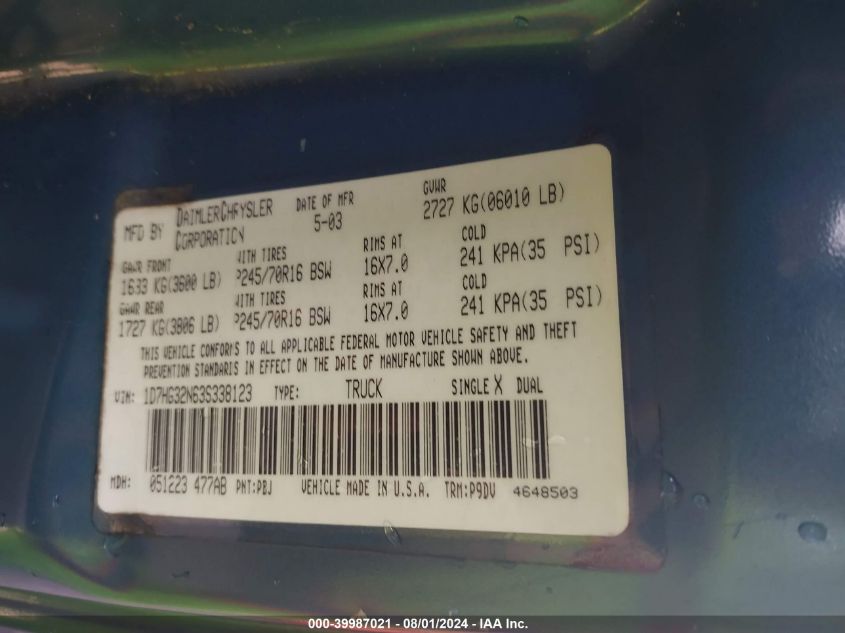 MFD BY DAIMLERCHRYSLER CORPORATION DATE OF MFR 5-03 GVWR 2727 KG(06010 LB)
GAWR FRONT WITH TIRES RIMS AT COLD
1633 KG(3600 LB) P245/70R16 BSW 16X7.0 241 KPA(35 PSI)
GAWR REAR WITH TIRES RIMS AT COLD
1727 KG(3806 LB) P245/70R16 BSW 16X7.0 241 KPA(35 PSI)
THIS VEHICLE CONFORMS TO ALL APPLICABLE FEDERAL MOTOR VEHICLE SAFETY AND THEFT
PREVENTION STANDARDS IN EFFECT ON THE DATE OF MANUFACTURE SHOWN ABOVE.
VIN: 1D7HG32N63S338123 TYPE: TRUCK SINGLE X DUAL
MDH: 051223 477AB PNT:PBJ VEHICLE MADE IN U.S.A. TRM:P9DV 4648503
000-39987021 - 08/01/2024 - IAA Inc.